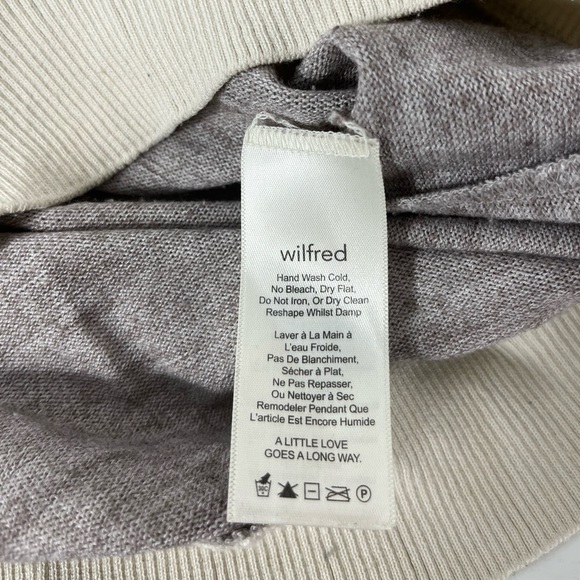 wilfred
Hand Wash Cold,
No Bleach, Dry Flat,
Do Not Iron, Or Dry Clean
Reshape Whilst Damp
Laver à La Main à
L'eau Froide,
Pas De Blanchiment,
Sécher à Plat,
Ne Pas Repasser,
Ou Nettoyer à Sec
Remodeler Pendant Que
L'article Est Encore Humide
A LITTLE LOVE
GOES A LONG WAY.
30C P